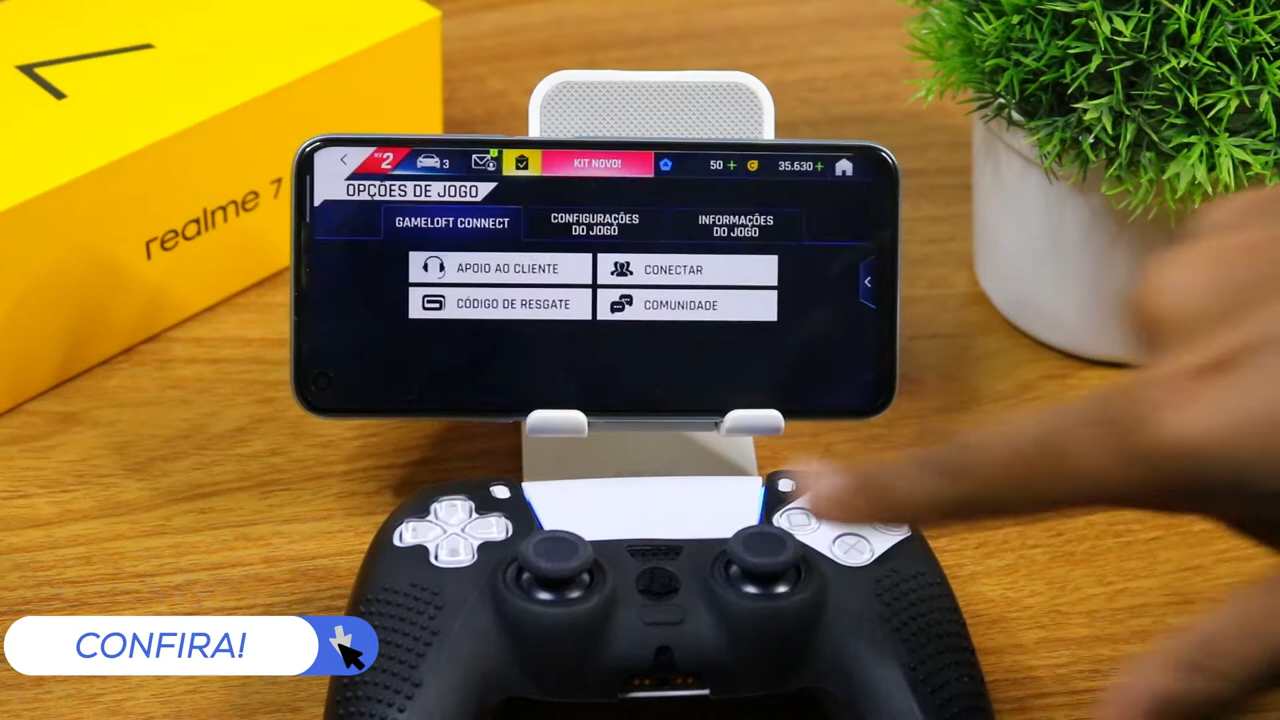 realme 7
2
3
KIT NOVO!
50
35.630
OPÇÕES DE JOGO
GAMELOFT CONNECT
CONFIGURAÇÕES
DO JOGO
INFORMAÇÕES
DO JOGO
APOIO AO CLIENTE
CONECTAR
CÓDIGO DE RESGATE
COMUNIDADE
CONFIRA!